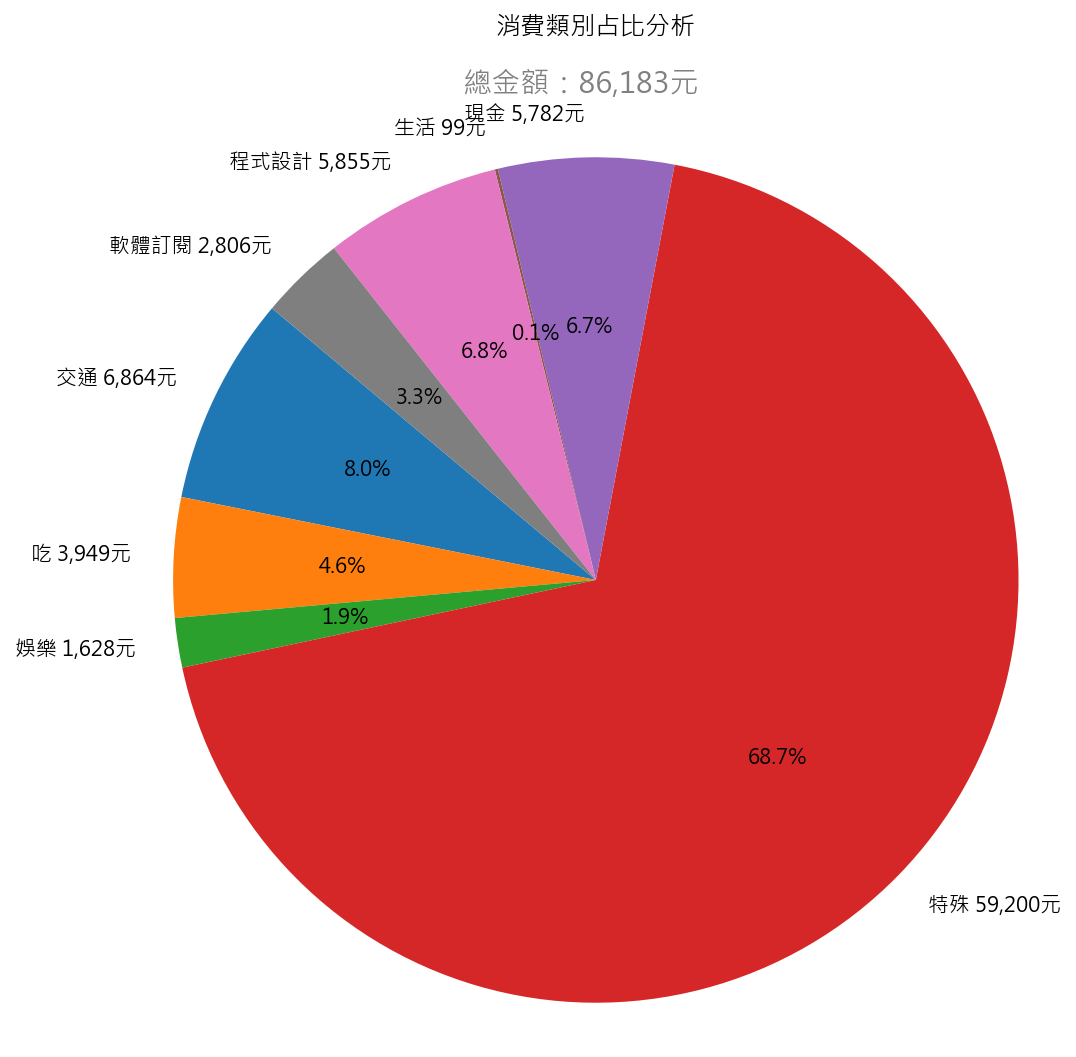 消費類別占比分析
總金額：86,183元
現金 5,782元
生活 99元
程式設計 5,855元
軟體訂閱 2,806元
交通 6,864元
吃 3,949元
娛樂 1,628元
特殊 59,200元
6.7%
0.1%
6.8%
3.3%
8.0%
4.6%
1.9%
68.7%